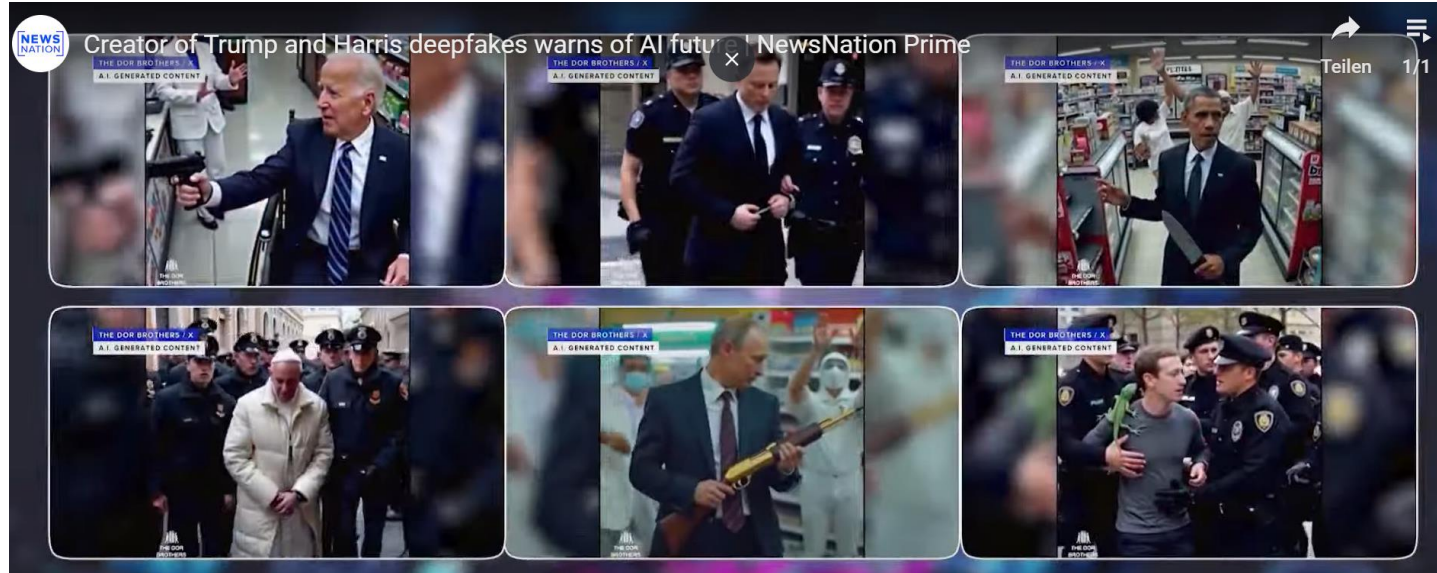 NEWS
NATION
Creator of Trump and Harris deepfakes warns of AI future | NewsNation Prime
Teilen
1/1
THE DOR BROTHERS / X
A.I. GENERATED CONTENT
THE DOR BROTHERS / X
A.I. GENERATED CONTENT
THE DOR BROTHERS / X
A.I. GENERATED CONTENT
THE DOR
BROTHERS
THE DOR
BROTHERS
THE DOR
BROTHERS
THE DOR BROTHERS / X
A.I. GENERATED CONTENT
THE DOR BROTHERS / X
A.I. GENERATED CONTENT
THE DOR BROTHERS / X
A.I. GENERATED CONTENT
THE DOR
BROTHERS
THE DOR
BROTHERS
THE DOR
BROTHERS